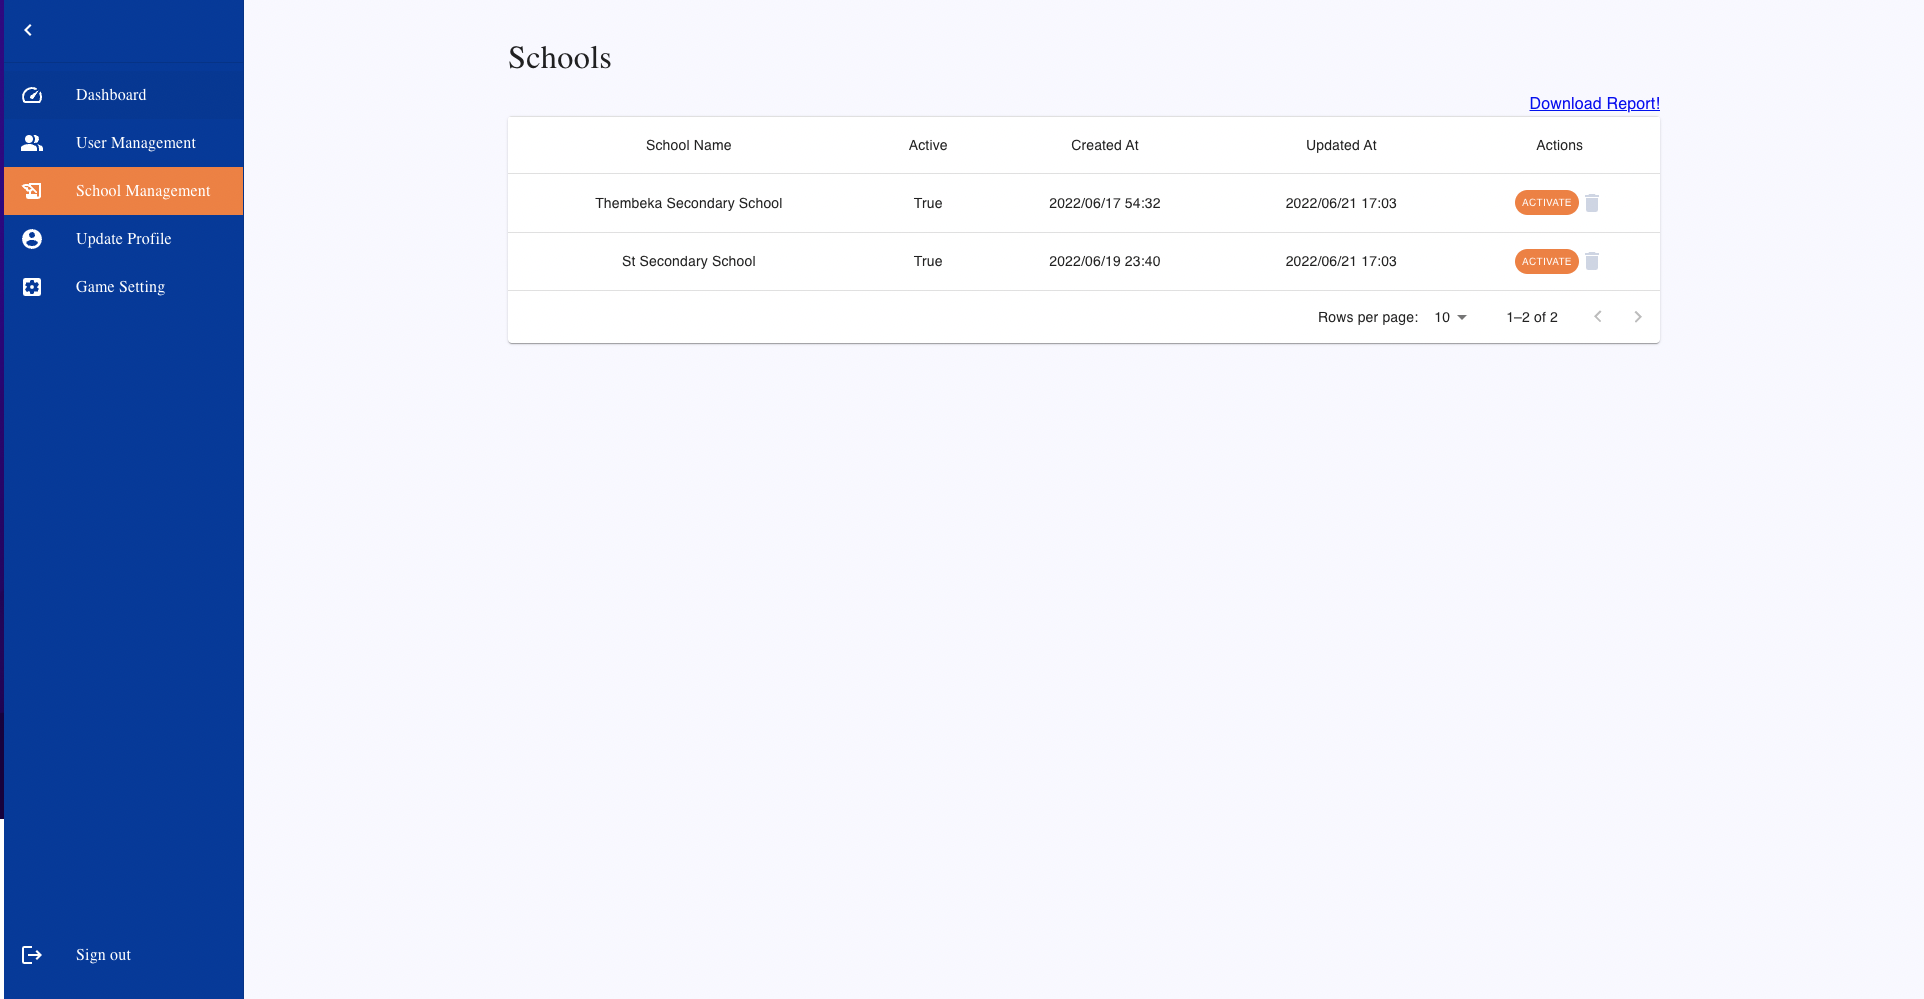 Dashboard
User Management
School Management
Update Profile
Game Setting
Sign out
Schools
Download Report!
School Name Active Created At Updated At Actions
Thembeka Secondary School True 2022/06/17 54:32 2022/06/21 17:03 ACTIVATE
St Secondary School True 2022/06/19 23:40 2022/06/21 17:03 ACTIVATE
Rows per page: 10 1–2 of 2